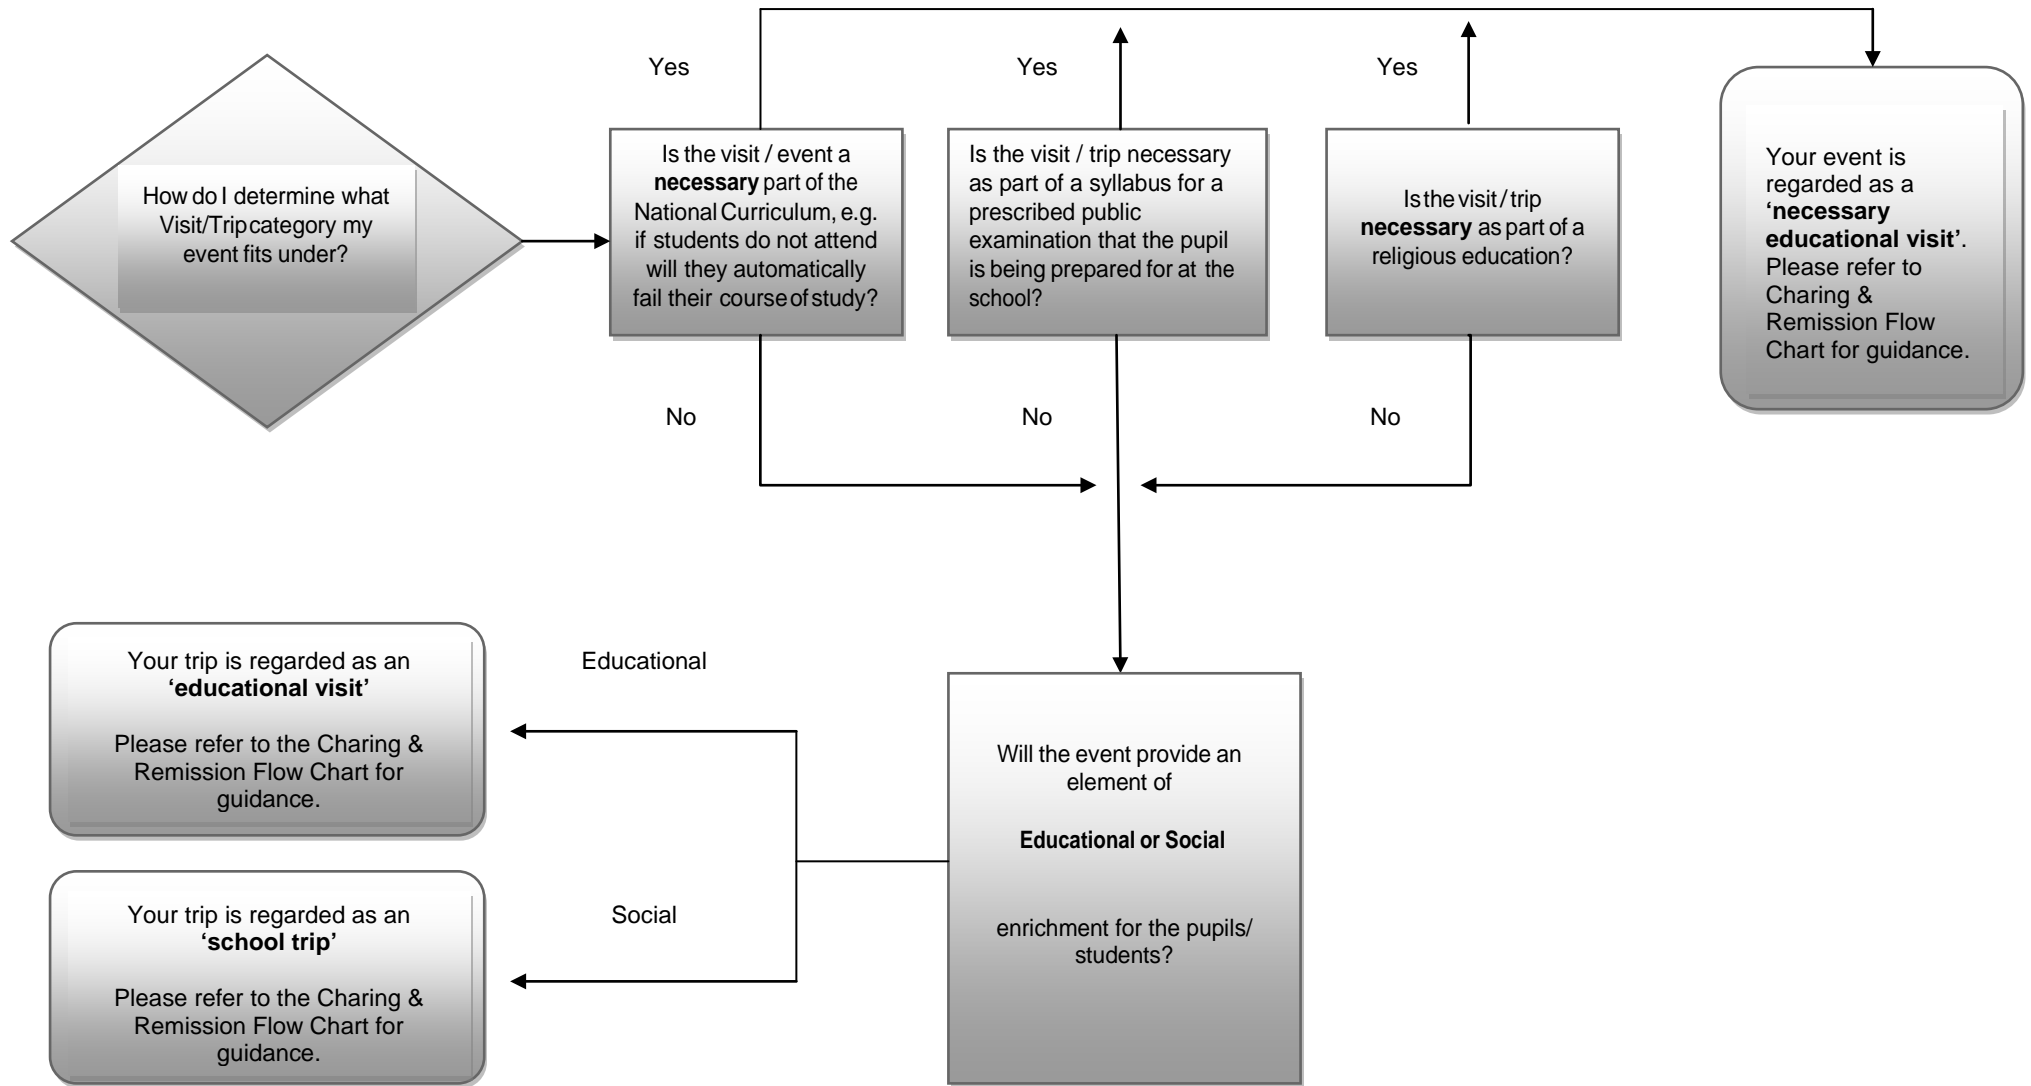 Yes
Yes
Yes
How do I determine what
Visit/Trip category my
event fits under?
Is the visit / event a
necessary part of the
National Curriculum, e.g.
if students do not attend
will they automatically
fail their course of study?
Is the visit / trip necessary
as part of a syllabus for a
prescribed public
examination that the pupil
is being prepared for at the
school?
Is the visit / trip
necessary as part of a
religious education?
Your event is
regarded as a
‘necessary
educational visit’.
Please refer to
Charing &
Remission Flow
Chart for guidance.
No
No
No
Your trip is regarded as an
‘educational visit’
Please refer to the Charing &
Remission Flow Chart for
guidance.
Educational
Will the event provide an
element of
Educational or Social
enrichment for the pupils/
students?
Social
Your trip is regarded as an
‘school trip’
Please refer to the Charing &
Remission Flow Chart for
guidance.